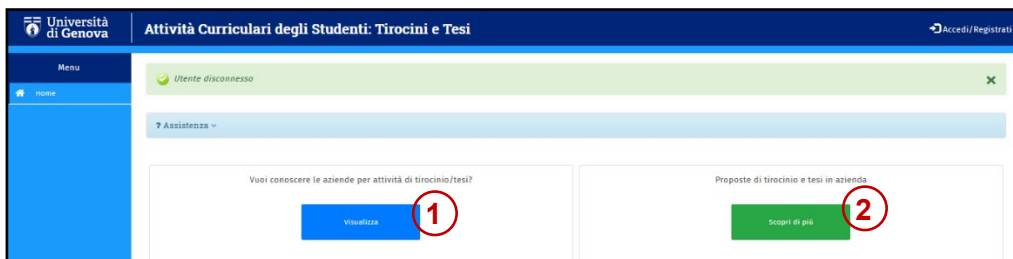 Università
di Genova
Attività Curriculari degli Studenti: Tirocini e Tesi
Accedi/Registrati
Menu
Home
Utente disconnesso
? Assistenza
Vuoi conoscere le aziende per attività di tirocinio/tesi?
Visualizza
1
Proposte di tirocinio e tesi in azienda
Scopri di più
2